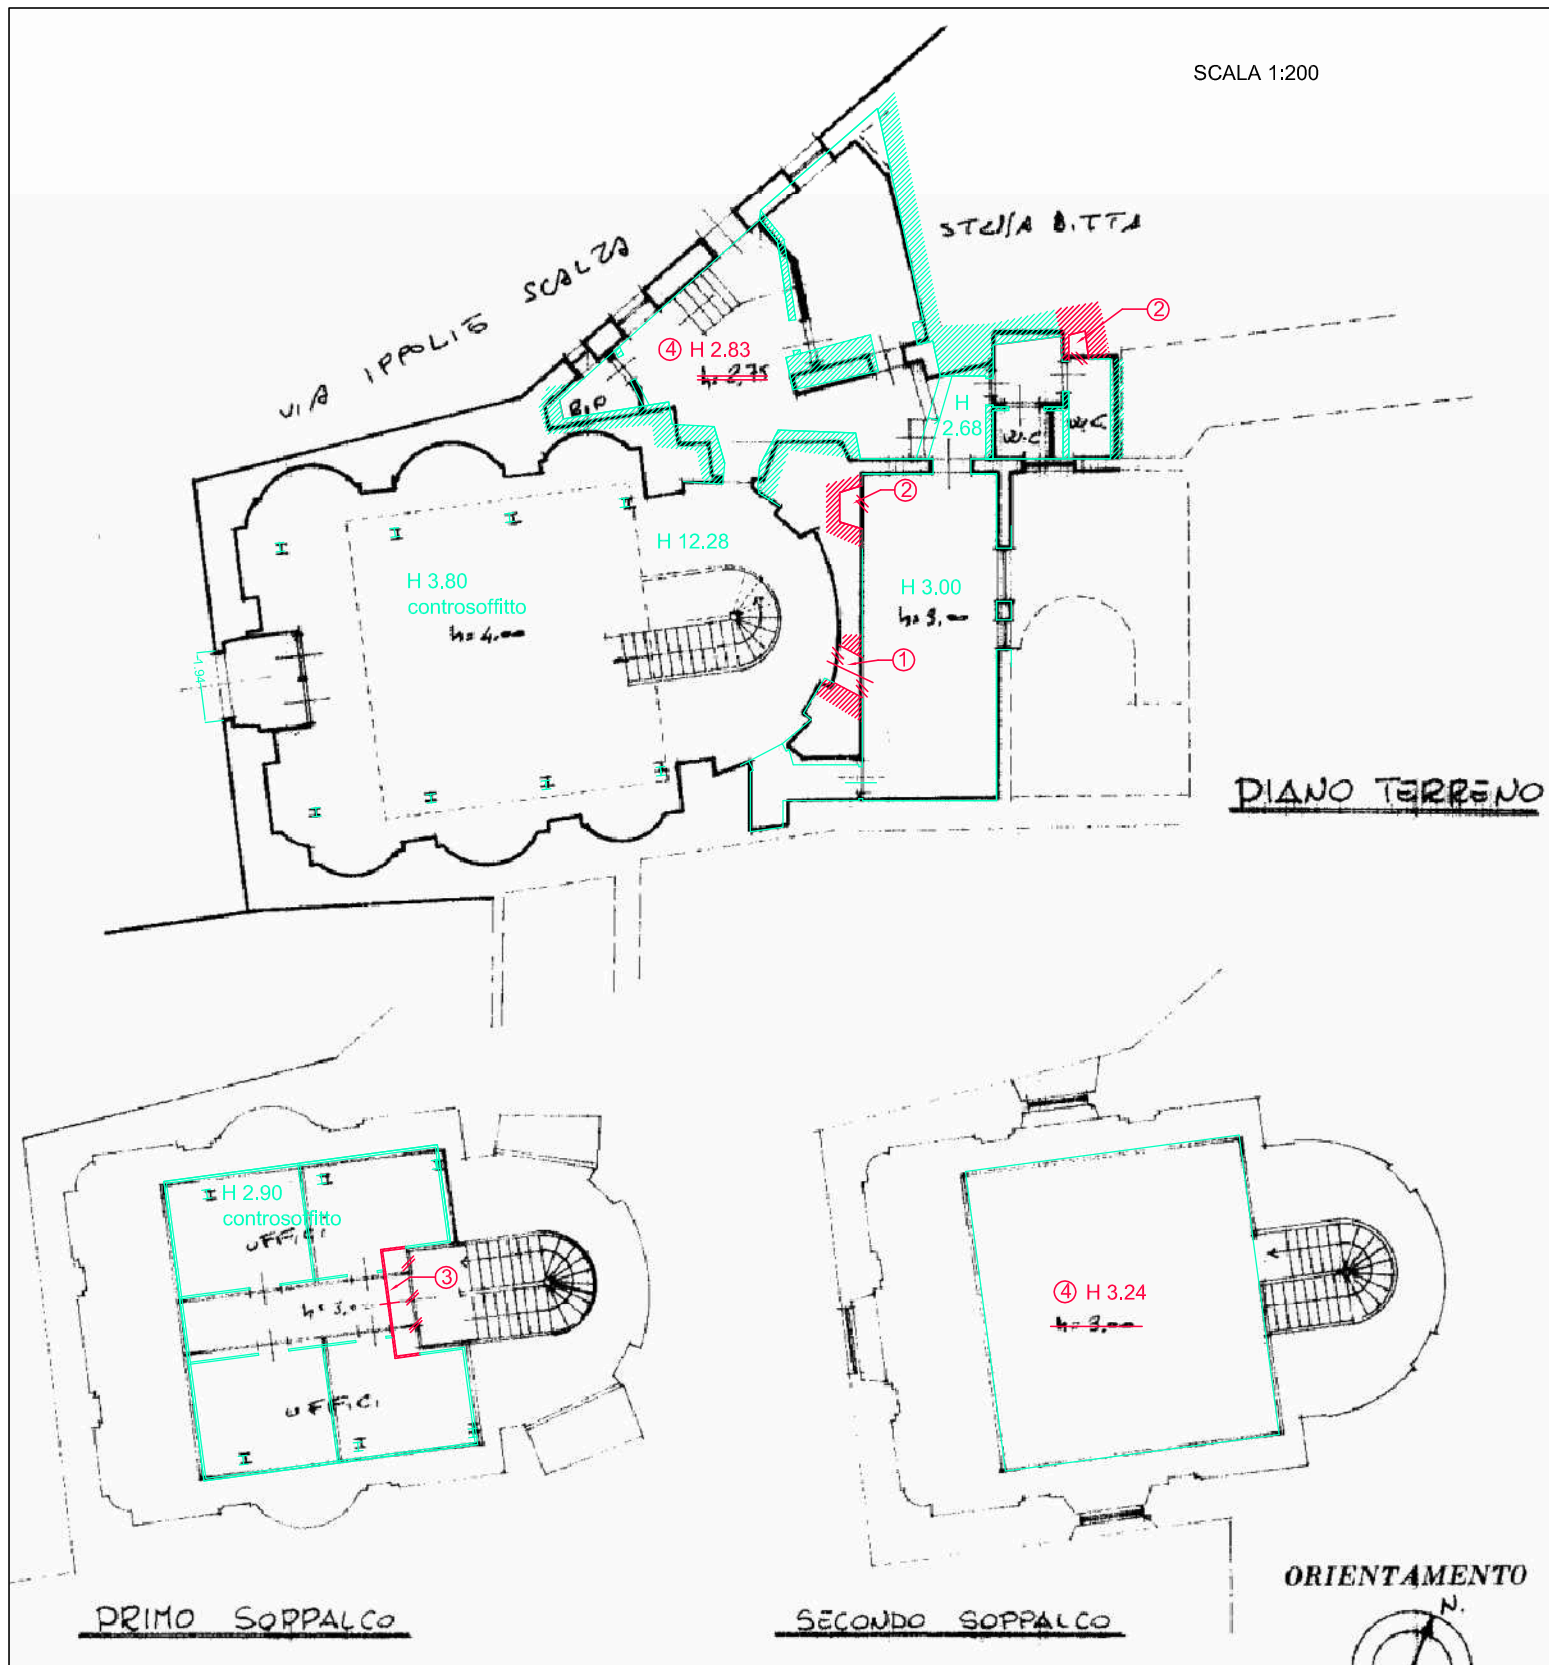 SCALA 1:200
STESSA DITTA
VIA IPPOLITO SCALZA
② 
④ H 2.83
h= 2,75
B.P
H
2.68
W.C
W.C.
②
H 12.28
H 3.80
controsoffitto
h= 4,00
H 3.00
h= 3,00
①
1.94
PIANO TERRENO
H 2.90
controsoffitto
UFFICI
③
h= 3,0
UFFICI
④ H 3.24
h= 3,00
ORIENTAMENTO
N.
PRIMO SOPPALCO
SECONDO SOPPALCO